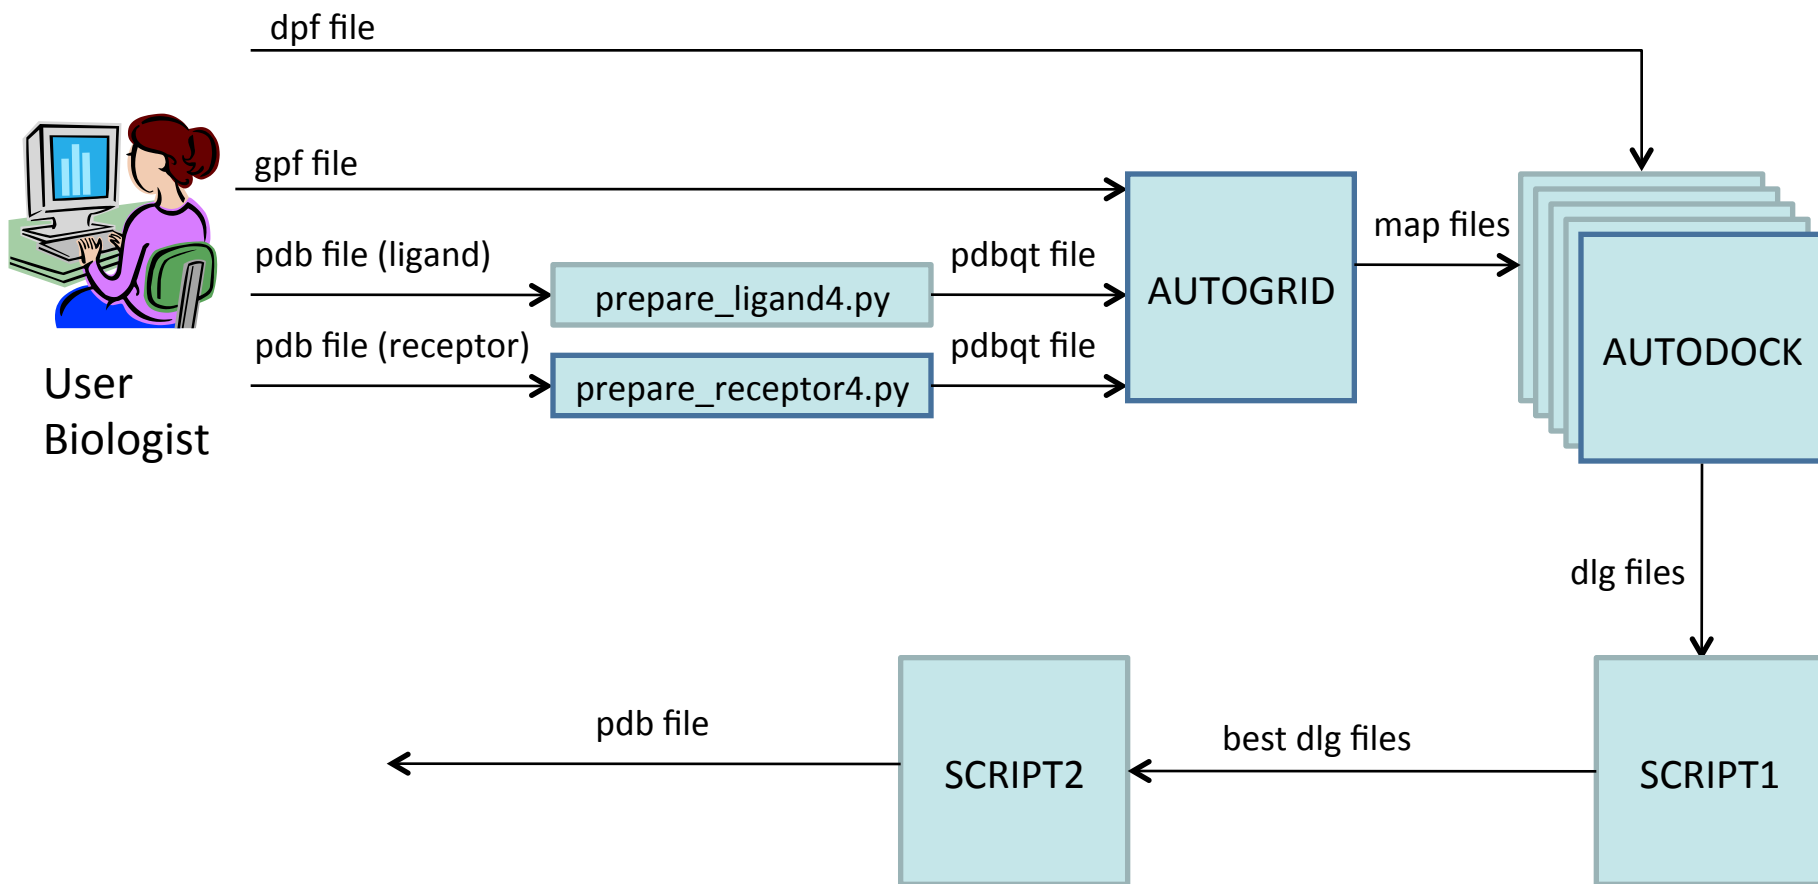 dpf file
gpf file
pdb file (ligand)
pdbqt file
prepare_ligand4.py
pdb file (receptor)
pdbqt file
prepare_receptor4.py
AUTOGRID
map files
AUTODOCK
User
Biologist
dlg files
SCRIPT1
best dlg files
SCRIPT2
pdb file